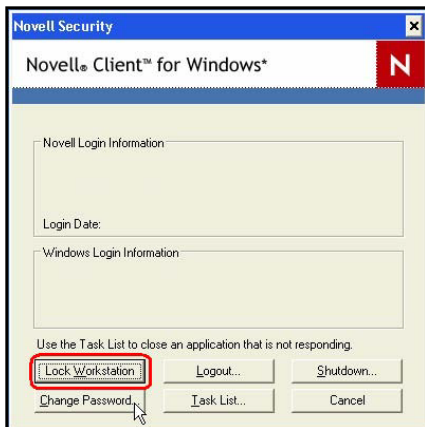 Novell Security
Novell® Client™ for Windows*
N
Novell Login Information
Login Date:
Windows Login Information
Use the Task List to close an application that is not responding.
Lock Workstation Logout... Shutdown...
Change Password... Task List... Cancel